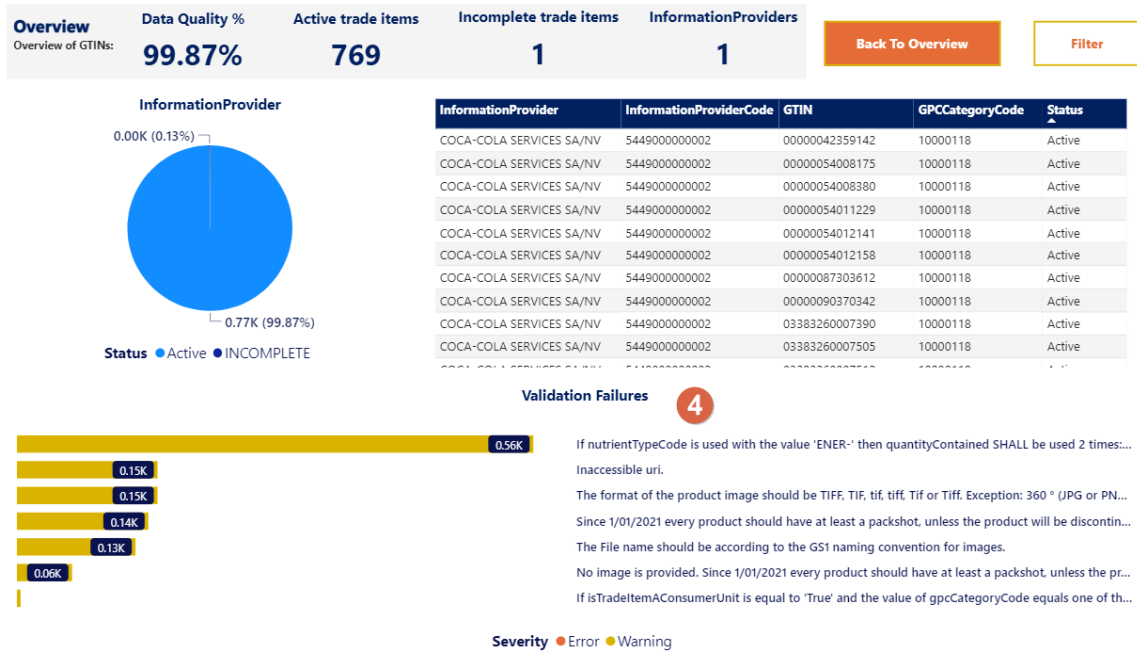 Overview
Overview of GTINs:
Data Quality %
99.87%
Active trade items
769
Incomplete trade items
1
InformationProviders
1
Back To Overview
Filter
InformationProvider
0.00K (0.13%)
0.77K (99.87%)
Status Active INCOMPLETE
InformationProvider InformationProviderCode GTIN GPCCategoryCode Status
COCA-COLA SERVICES SA/NV 5449000000002 00000042359142 10000118 Active
COCA-COLA SERVICES SA/NV 5449000000002 00000054008175 10000118 Active
COCA-COLA SERVICES SA/NV 5449000000002 00000054008380 10000118 Active
COCA-COLA SERVICES SA/NV 5449000000002 00000054011229 10000118 Active
COCA-COLA SERVICES SA/NV 5449000000002 00000054012141 10000118 Active
COCA-COLA SERVICES SA/NV 5449000000002 00000054012158 10000118 Active
COCA-COLA SERVICES SA/NV 5449000000002 00000087303612 10000118 Active
COCA-COLA SERVICES SA/NV 5449000000002 00000090370342 10000118 Active
COCA-COLA SERVICES SA/NV 5449000000002 03383260007390 10000118 Active
COCA-COLA SERVICES SA/NV 5449000000002 03383260007505 10000118 Active
Validation Failures
4
0.56K If nutrientTypeCode is used with the value 'ENER-' then quantityContained SHALL be used 2 times:...
0.15K Inaccessible uri.
0.15K The format of the product image should be TIFF, TIF, tif, tiff, Tif or Tiff. Exception: 360 ° (JPG or PN...
0.14K Since 1/01/2021 every product should have at least a packshot, unless the product will be discontin...
0.13K The File name should be according to the GS1 naming convention for images.
0.06K No image is provided. Since 1/01/2021 every product should have at least a packshot, unless the pr...
If isTradeItemAConsumerUnit is equal to 'True' and the value of gpcCategoryCode equals one of th...
Severity Error Warning